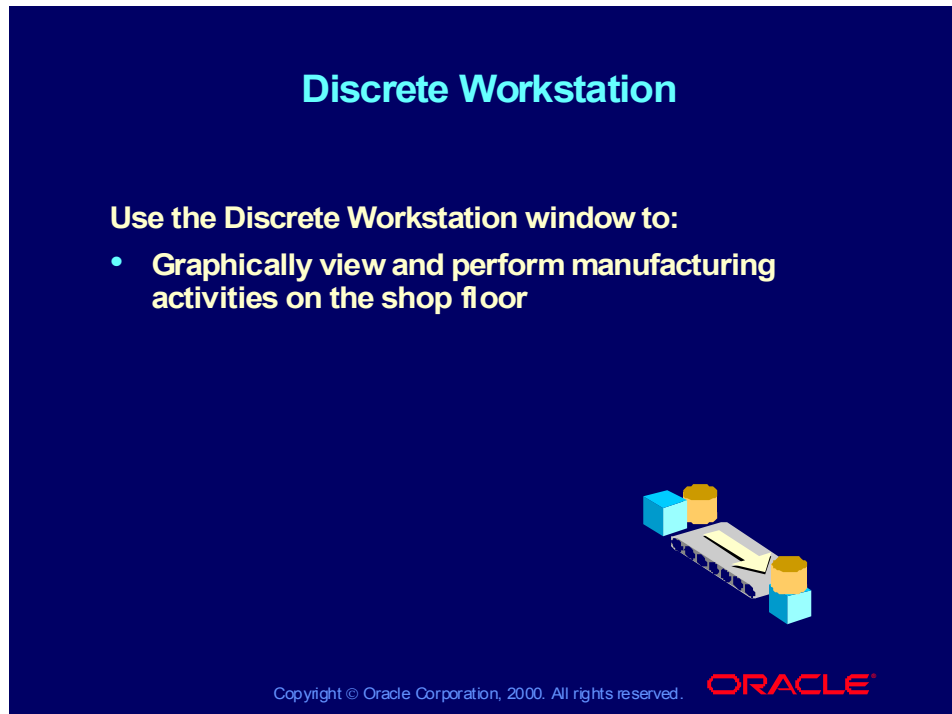 Discrete Workstation
Use the Discrete Workstation window to:
• Graphically view and perform manufacturing
activities on the shop floor
Copyright © Oracle Corporation, 2000. All rights reserved.
ORACLE®